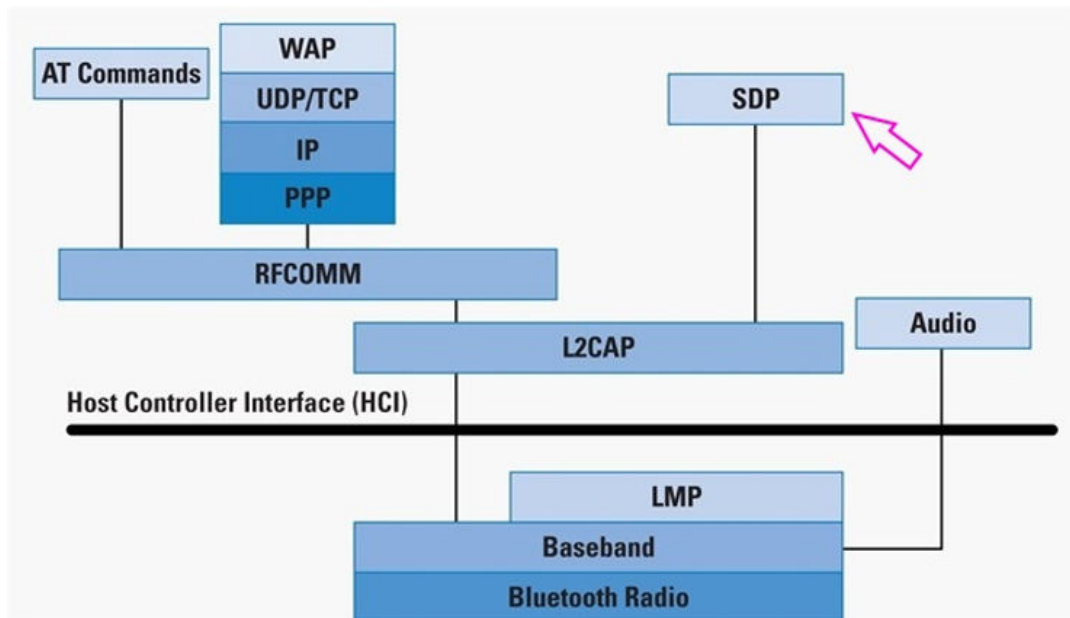 WAP
AT Commands
UDP/TCP
SDP
IP
PPP
RFCOMM
Audio
L2CAP
Host Controller Interface (HCI)
LMP
Baseband
Bluetooth Radio